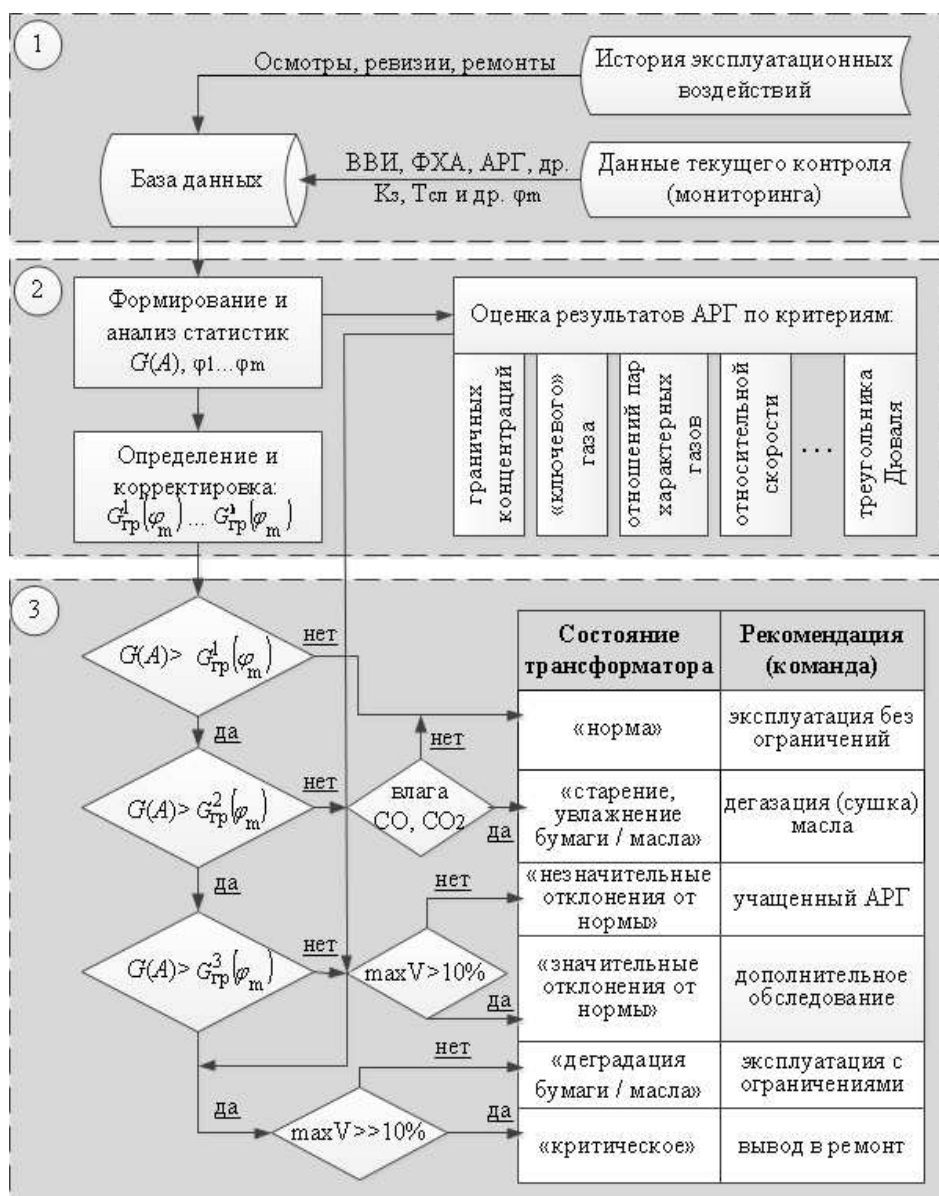 1
Осмотры, ревизии, ремонты
История эксплуатационных
воздействий
База данных
ВВИ, ФХА, АРГ, др.
Кз, Тсл и др. φm
Данные текущего контроля
(мониторинга)
2
Формирование и
анализ статистик
G(A), φ1...φm
Оценка результатов АРГ по критериям:
граничных
концентраций
«ключевого»
газа
отношений пар
характерных
газов
относительной
скорости
...
треугольника
Дюваля
Определение и
корректировка:
G¹гр(φm) ... Gгр(φm)
3
G(A)> G¹гр(φm)
нет
да
G(A)> G²гр(φm)
нет
да
G(A)> G³гр(φm)
нет
да
влага
CO, CO2
нет
да
maxV>10%
нет
да
maxV>>10%
нет
да
Состояние
трансформатора
Рекомендация
(команда)
«норма»
эксплуатация без
ограничений
«старение,
увлажнение
бумаги / масла»
дегазация (сушка)
масла
«незначительные
отклонения от
нормы»
учащенный АРГ
«значительные
отклонения от
нормы»
дополнительное
обследование
«деградация
бумаги / масла»
эксплуатация с
ограничениями
«критическое»
вывод в ремонт